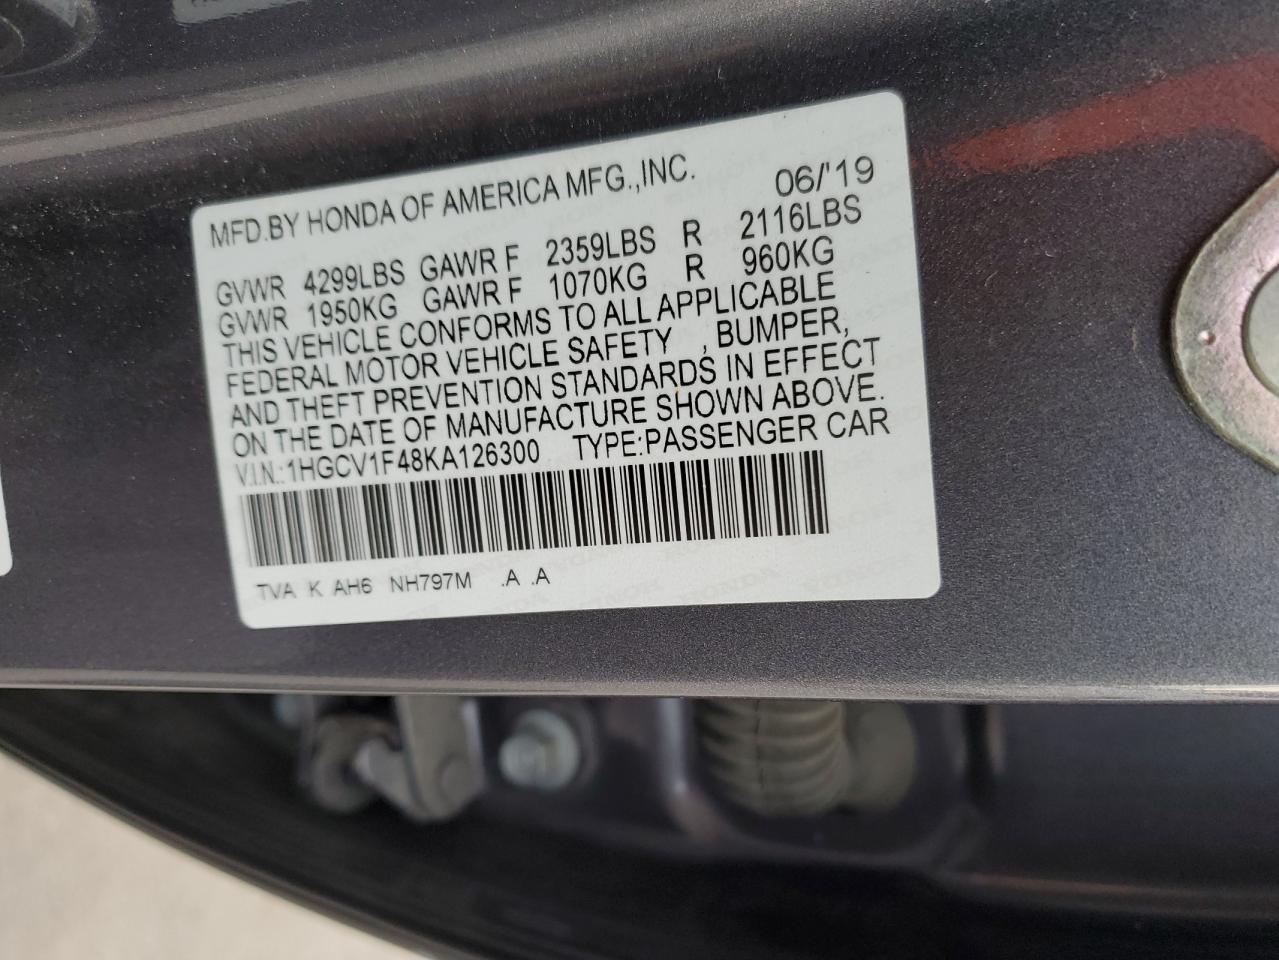 MFD.BY HONDA OF AMERICA MFG.,INC. 06/'19
GVWR 4299LBS GAWR F 2359LBS R 2116LBS
GVWR 1950KG GAWR F 1070KG R 960KG
THIS VEHICLE CONFORMS TO ALL APPLICABLE
FEDERAL MOTOR VEHICLE SAFETY , BUMPER,
AND THEFT PREVENTION STANDARDS IN EFFECT
ON THE DATE OF MANUFACTURE SHOWN ABOVE.
V.I.N.:1HGCV1F48KA126300 TYPE:PASSENGER CAR
TVA K AH6 NH797M .A .A